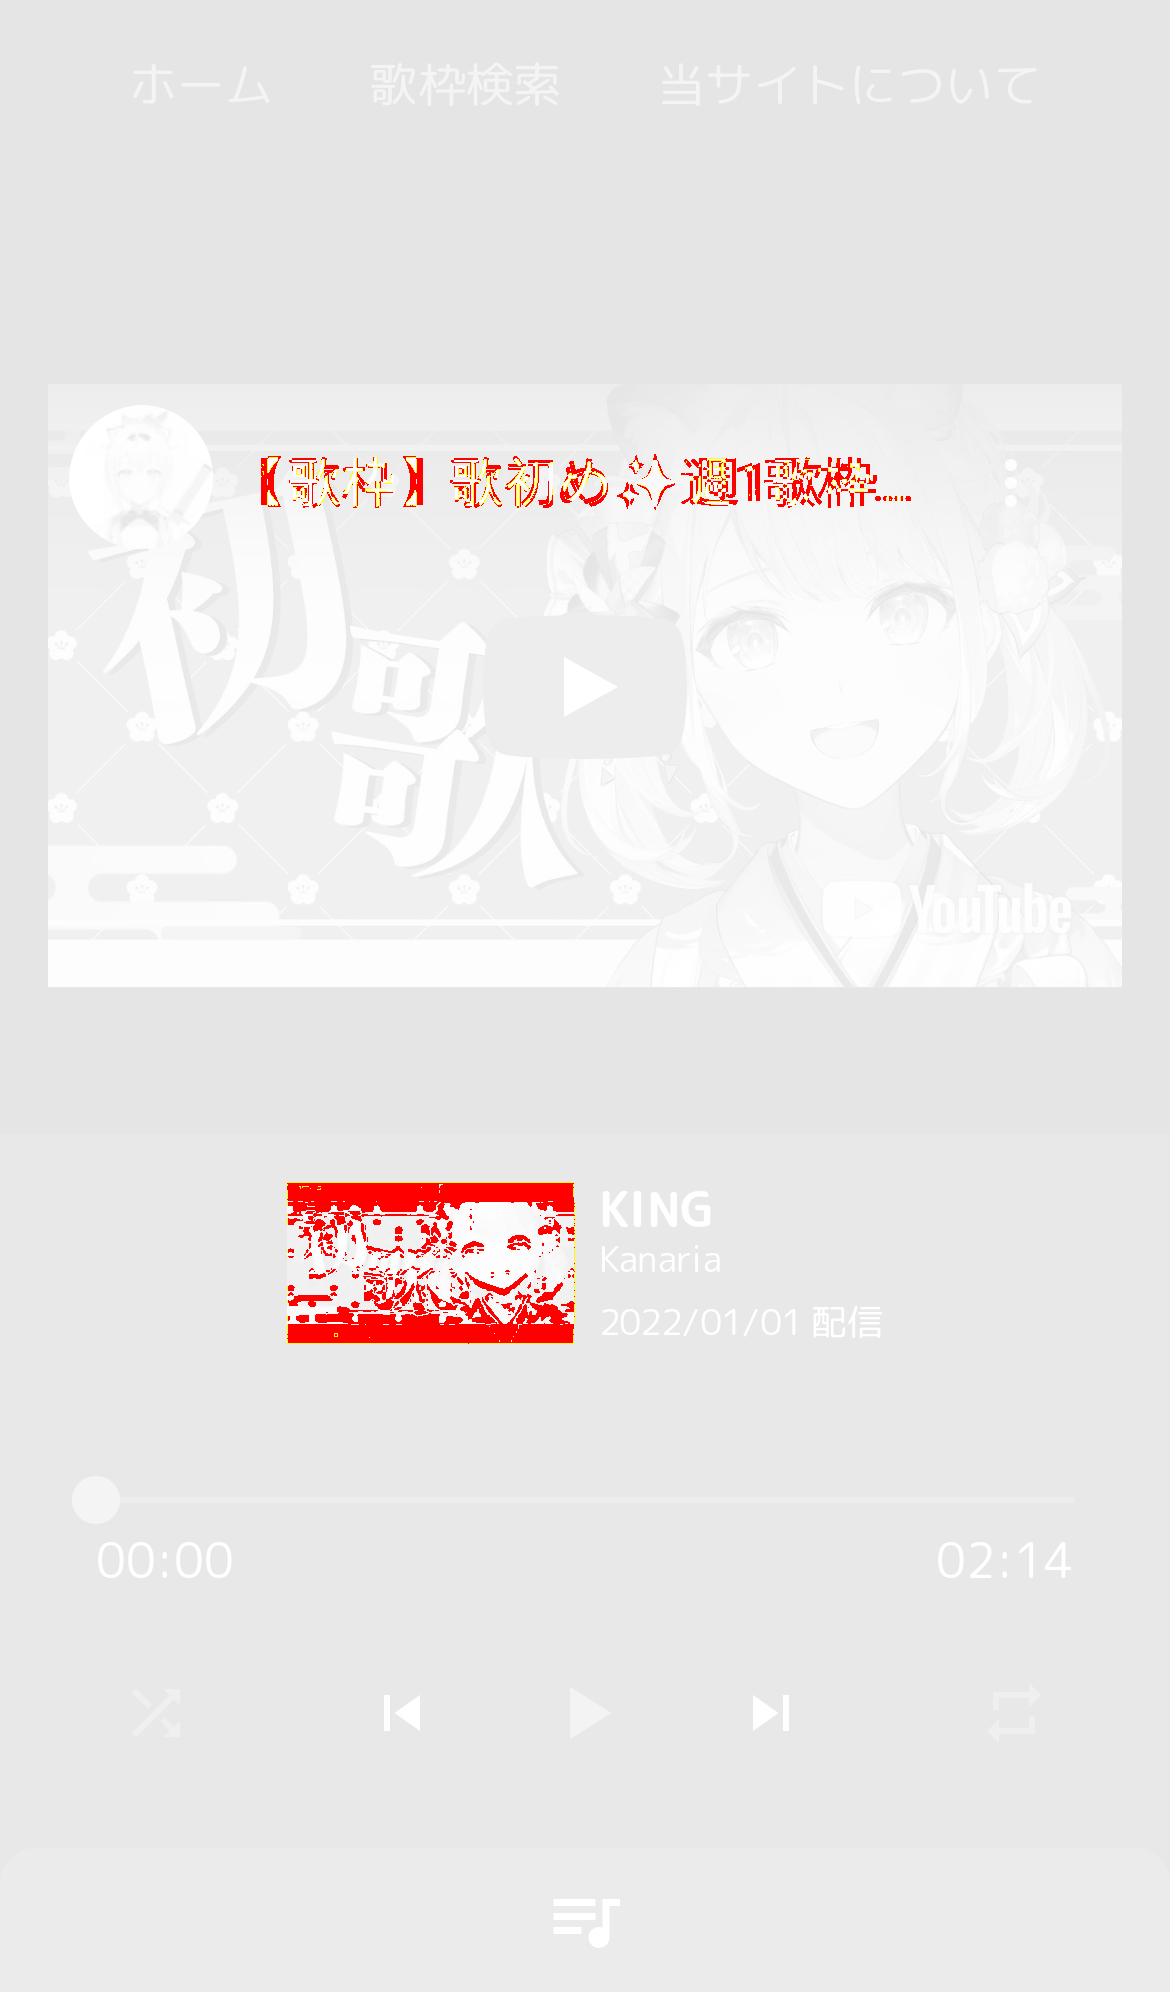 ホーム 歌枠検索 当サイトについて
【歌枠】歌初め✨週1歌枠....
初歌
YouTube
KING
Kanaria
2022/01/01 配信
00:00 02:14